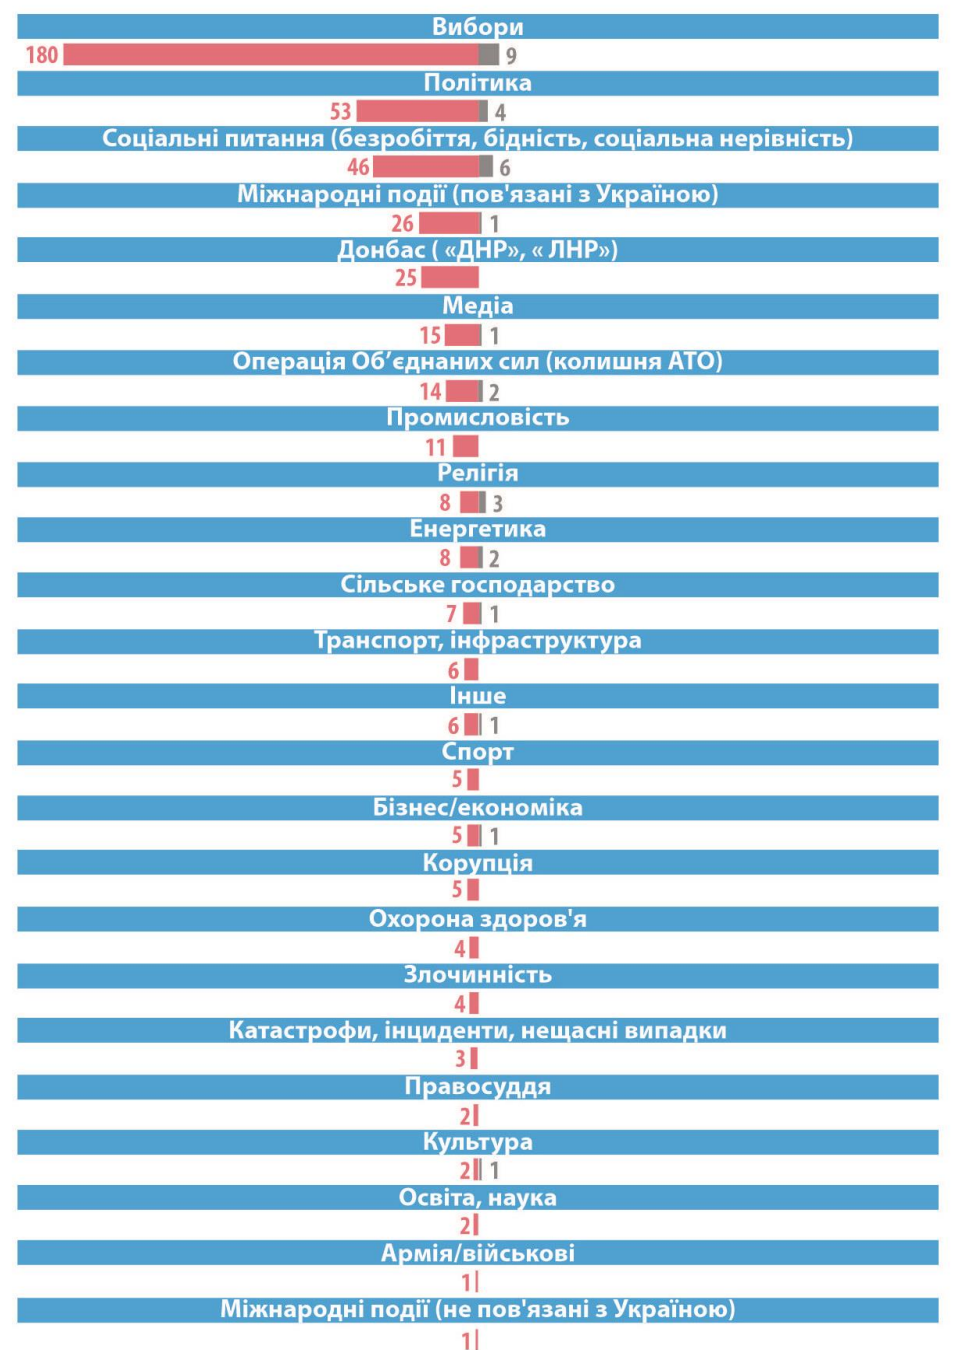 Вибори
180 9
Політика
53 4
Соціальні питання (безробіття, бідність, соціальна нерівність)
46 6
Міжнародні події (пов'язані з Україною)
26 1
Донбас ( «ДНР», « ЛНР»)
25
Медіа
15 1
Операція Об’єднаних сил (колишня АТО)
14 2
Промисловість
11
Релігія
8 3
Енергетика
8 2
Сільське господарство
7 1
Транспорт, інфраструктура
6
Інше
6 1
Спорт
5
Бізнес/економіка
5 1
Корупція
5
Охорона здоров'я
4
Злочинність
4
Катастрофи, інциденти, нещасні випадки
3
Правосуддя
2
Культура
2 1
Освіта, наука
2
Армія/військові
1
Міжнародні події (не пов'язані з Україною)
1